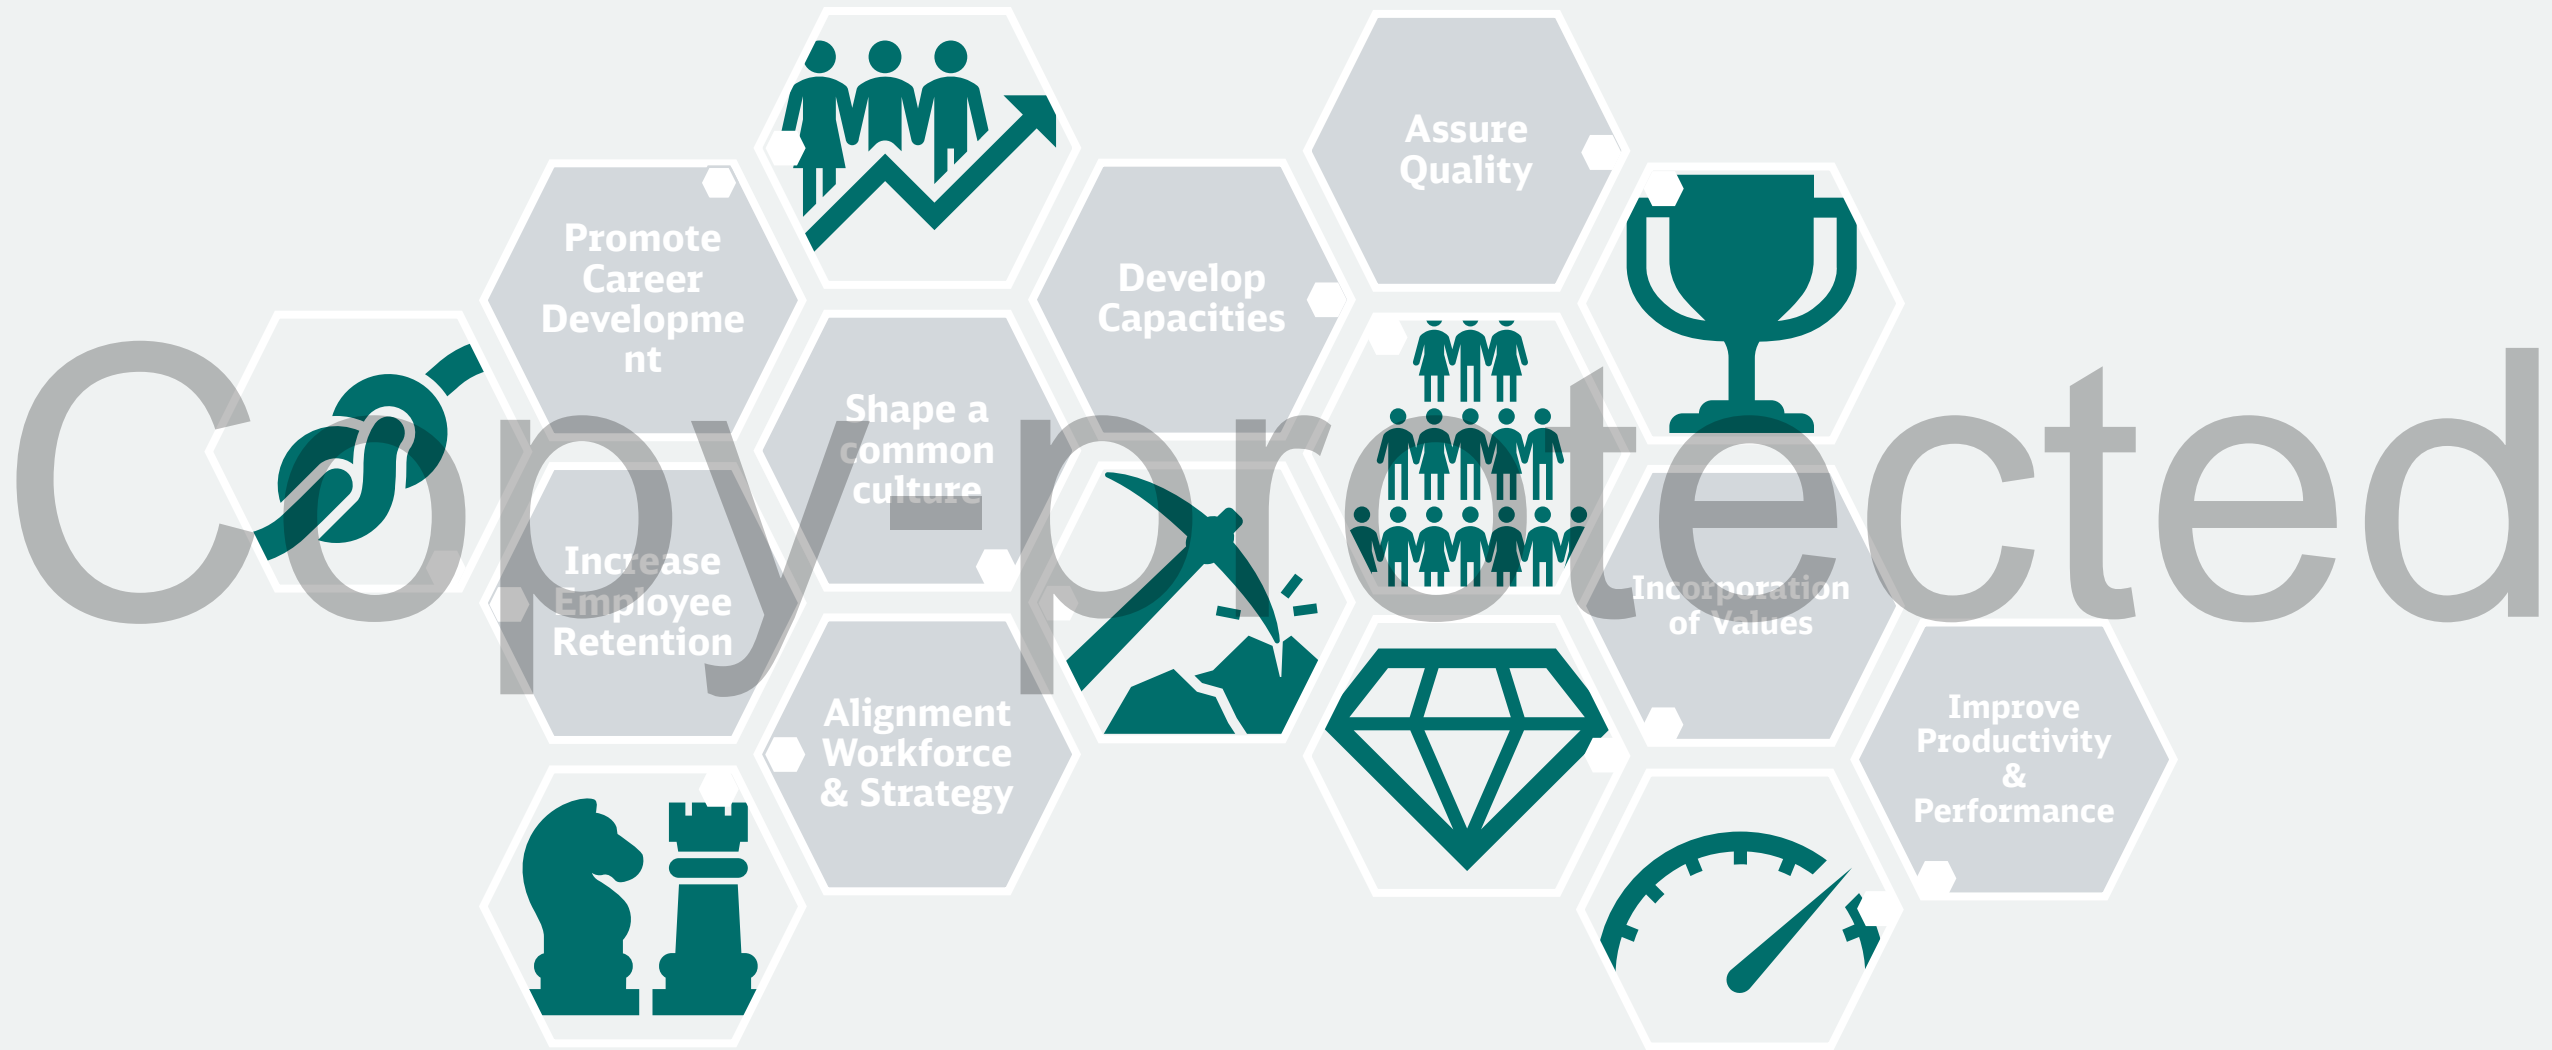 Promote
Career
Developme
nt
Increase
Employee
Retention
Shape a
common
culture
Alignment
Workforce
& Strategy
Develop
Capacities
Assure
Quality
Incorporation
of Values
Improve
Productivity
&
Performance
Copy-protected